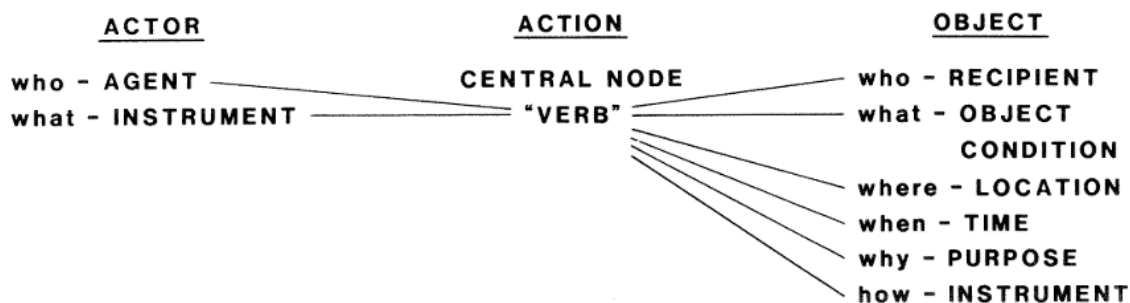 ACTOR ACTION OBJECT
who - AGENT CENTRAL NODE who - RECIPIENT
what - INSTRUMENT "VERB" what - OBJECT
CONDITION
where - LOCATION
when - TIME
why - PURPOSE
how - INSTRUMENT